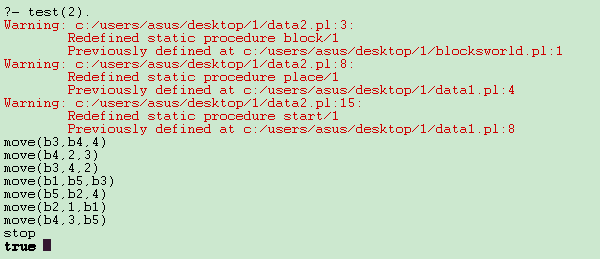 ?- test(2).
Warning: c:/users/asus/desktop/1/data2.pl:3:
        Redefined static procedure block/1
        Previously defined at c:/users/asus/desktop/1/blocksworld.pl:1
Warning: c:/users/asus/desktop/1/data2.pl:8:
        Redefined static procedure place/1
        Previously defined at c:/users/asus/desktop/1/data1.pl:4
Warning: c:/users/asus/desktop/1/data2.pl:15:
        Redefined static procedure start/1
        Previously defined at c:/users/asus/desktop/1/data1.pl:8
move(b3,b4,4)
move(b4,2,3)
move(b3,4,2)
move(b1,b5,b3)
move(b5,b2,4)
move(b2,1,b1)
move(b4,3,b5)
stop
true